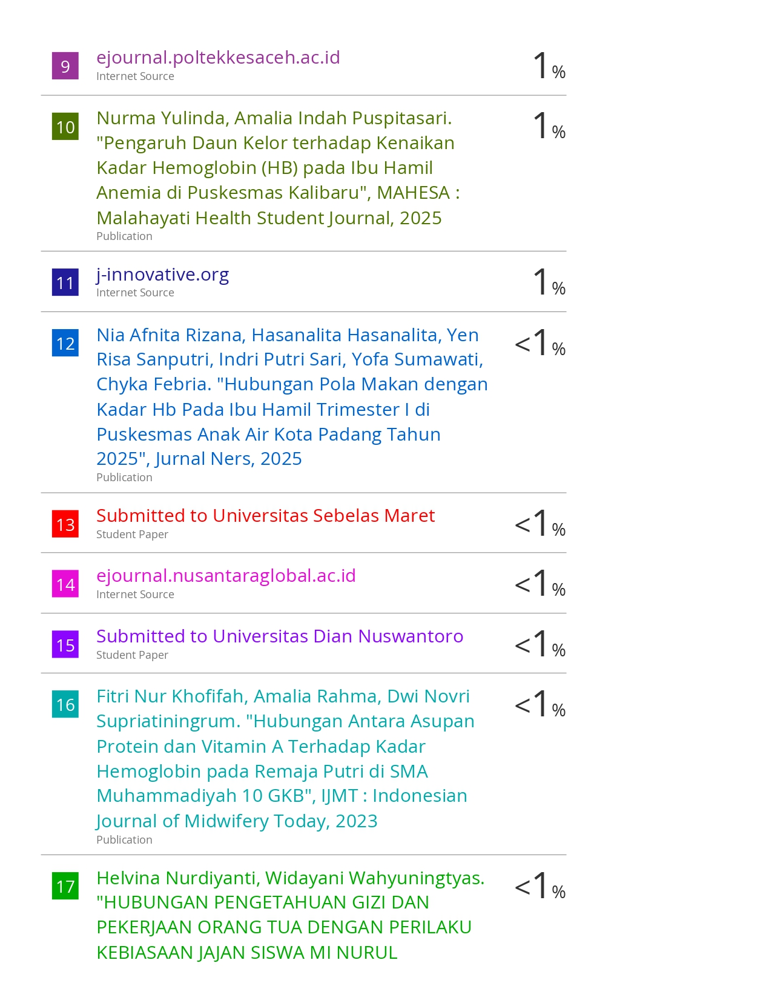 9
ejournal.poltekkesaceh.ac.id
Internet Source
1%
10
Nurma Yulinda, Amalia Indah Puspitasari.
"Pengaruh Daun Kelor terhadap Kenaikan
Kadar Hemoglobin (HB) pada Ibu Hamil
Anemia di Puskesmas Kalibaru", MAHESA :
Malahayati Health Student Journal, 2025
Publication
1%
11
j-innovative.org
Internet Source
1%
12
Nia Afnita Rizana, Hasanalita Hasanalita, Yen
Risa Sanputri, Indri Putri Sari, Yofa Sumawati,
Chyka Febria. "Hubungan Pola Makan dengan
Kadar Hb Pada Ibu Hamil Trimester I di
Puskesmas Anak Air Kota Padang Tahun
2025", Jurnal Ners, 2025
Publication
<1%
13
Submitted to Universitas Sebelas Maret
Student Paper
<1%
14
ejournal.nusantaraglobal.ac.id
Internet Source
<1%
15
Submitted to Universitas Dian Nuswantoro
Student Paper
<1%
16
Fitri Nur Khofifah, Amalia Rahma, Dwi Novri
Supriatiningrum. "Hubungan Antara Asupan
Protein dan Vitamin A Terhadap Kadar
Hemoglobin pada Remaja Putri di SMA
Muhammadiyah 10 GKB", IJMT : Indonesian
Journal of Midwifery Today, 2023
Publication
<1%
17
Helvina Nurdiyanti, Widayani Wahyuningtyas.
"HUBUNGAN PENGETAHUAN GIZI DAN
PEKERJAAN ORANG TUA DENGAN PERILAKU
KEBIASAAN JAJAN SISWA MI NURUL
<1%